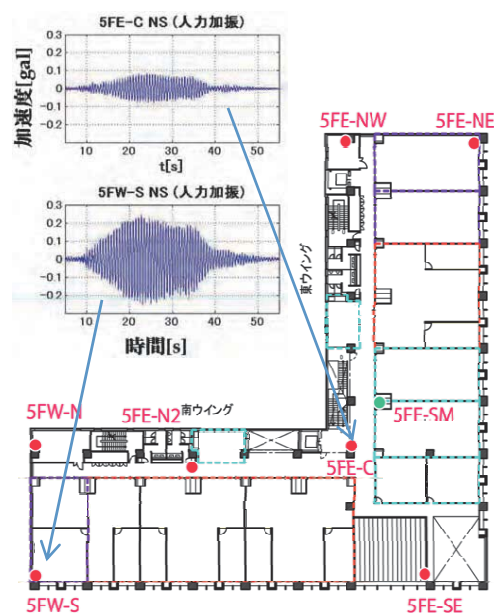 5FE-C NS (人力加振)
0.3
0.2
0.1
0
-0.1
-0.2
加速度[gal]
10 20 30 40 50
t[s]
5FW-S NS (人力加振)
0.3
0.2
0.1
0
-0.1
-0.2
10 20 30 40 50
時間[s]
5FE-NW
5FE-NE
東ウイング
5FW-N
5FE-N2
南ウイング
5FE-SM
5FE-C
5FW-S
5FE-SE